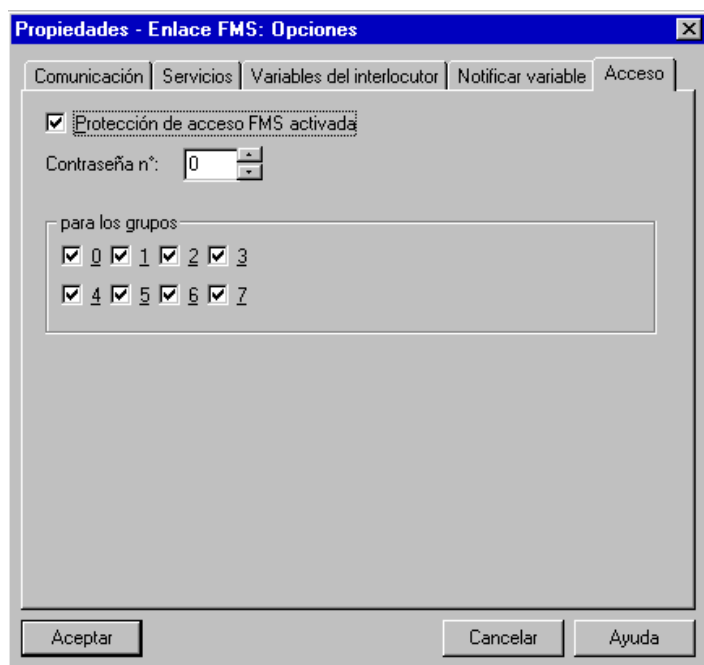 Propiedades - Enlace FMS: Opciones
Comunicación Servicios Variables del interlocutor Notificar variable Acceso
Protección de acceso FMS activada
Contraseña n°: 0
para los grupos
0 1 2 3
4 5 6 7
Aceptar Cancelar Ayuda